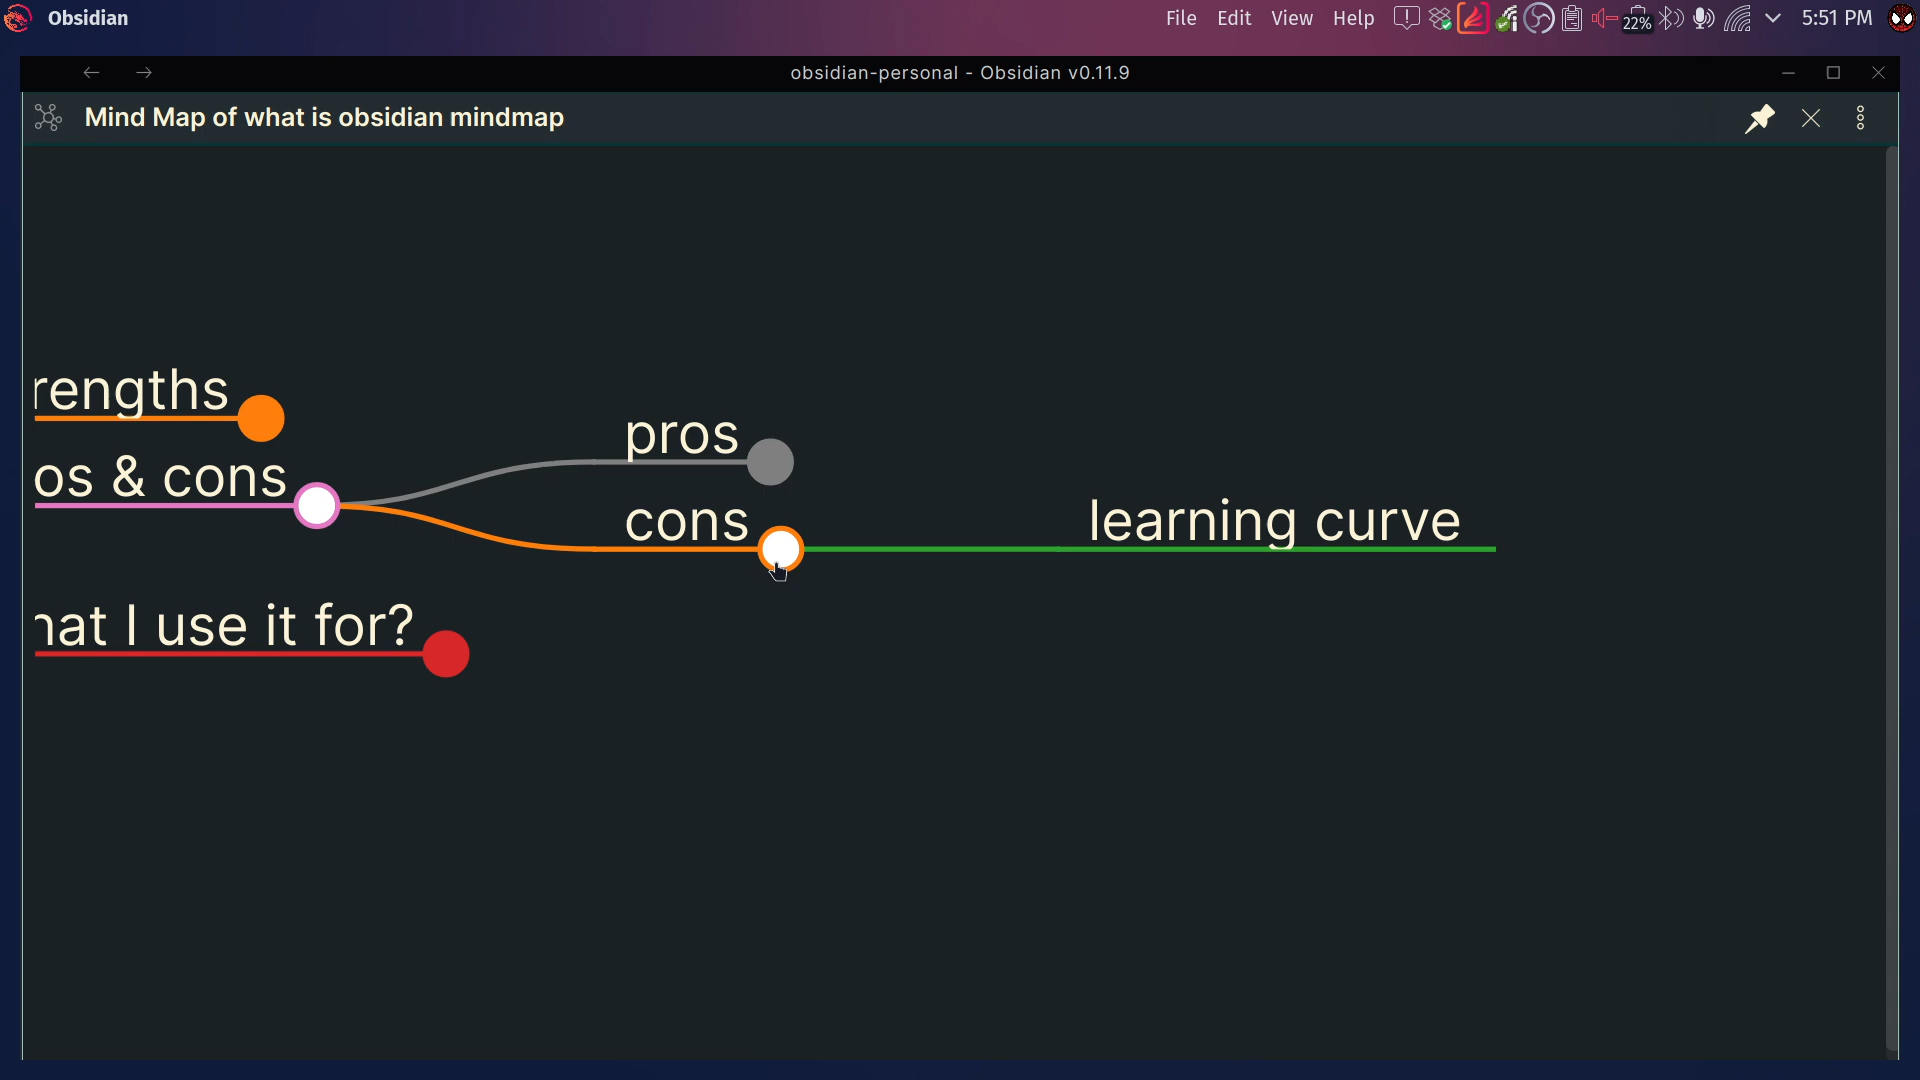 Obsidian
File Edit View Help 22% 5:51 PM
obsidian-personal - Obsidian v0.11.9
Mind Map of what is obsidian mindmap
rengths
pros
os & cons
cons
learning curve
hat I use it for?